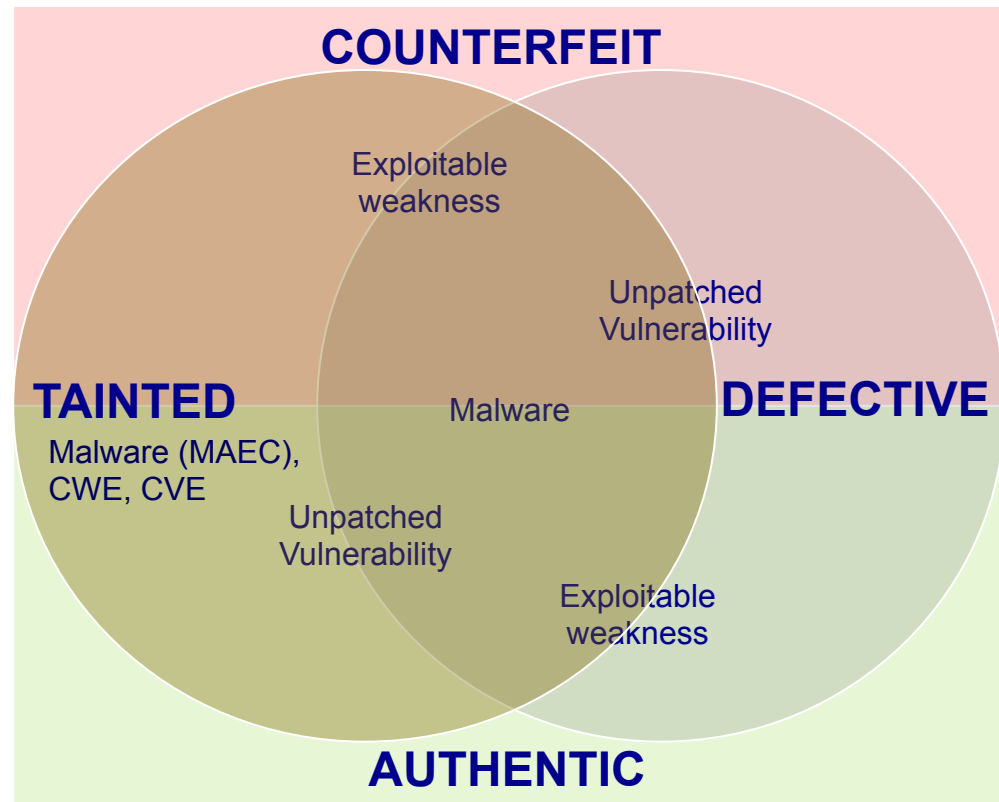 COUNTERFEIT
Exploitable
weakness
Unpatched
Vulnerability
TAINTED
Malware
DEFECTIVE
Malware (MAEC),
CWE, CVE
Unpatched
Vulnerability
Exploitable
weakness
AUTHENTIC